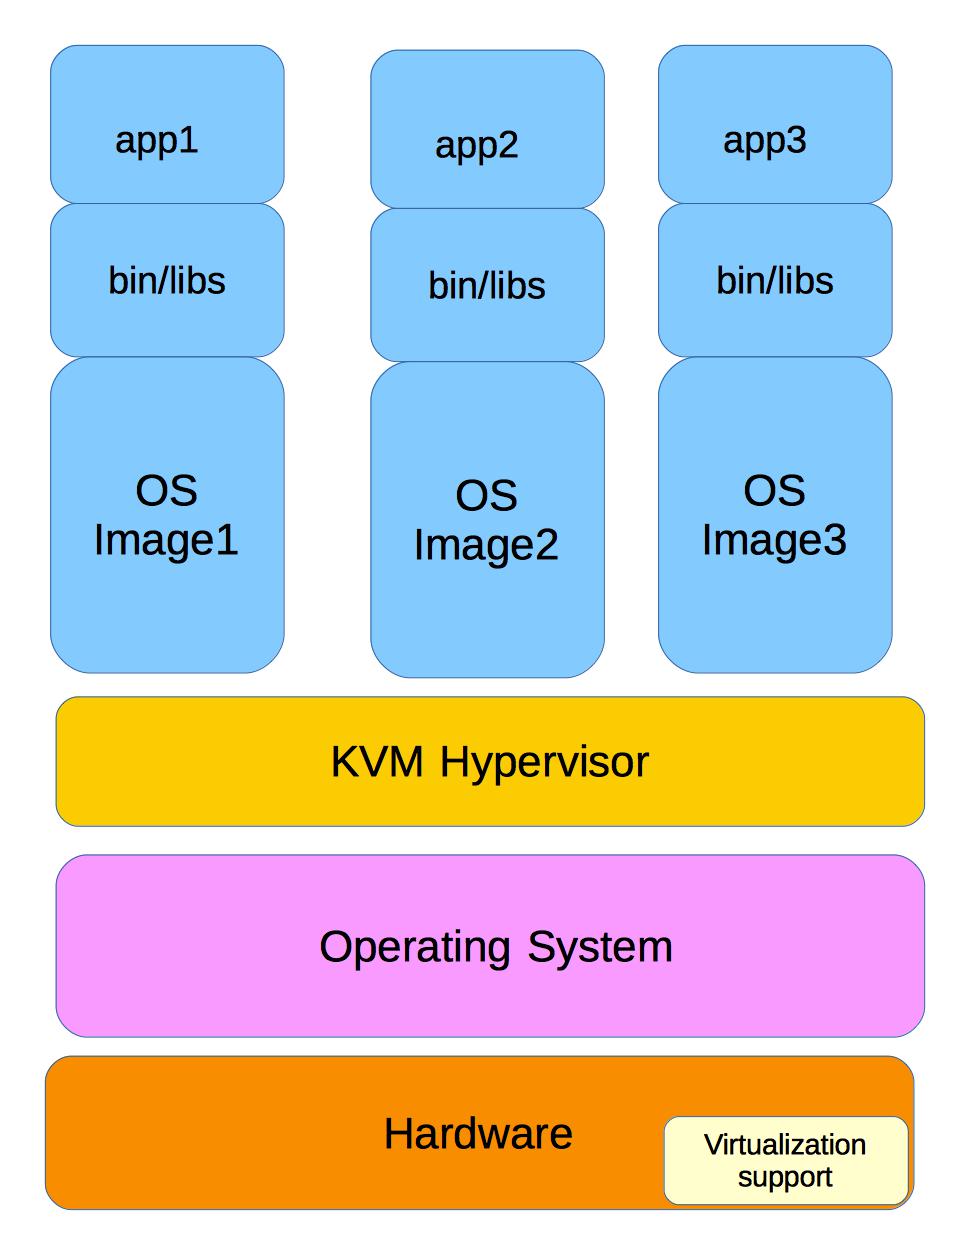 app1
app2
app3
bin/libs
bin/libs
bin/libs
OS
Image1
OS
Image2
OS
Image3
KVM Hypervisor
Operating System
Hardware
Virtualization
support